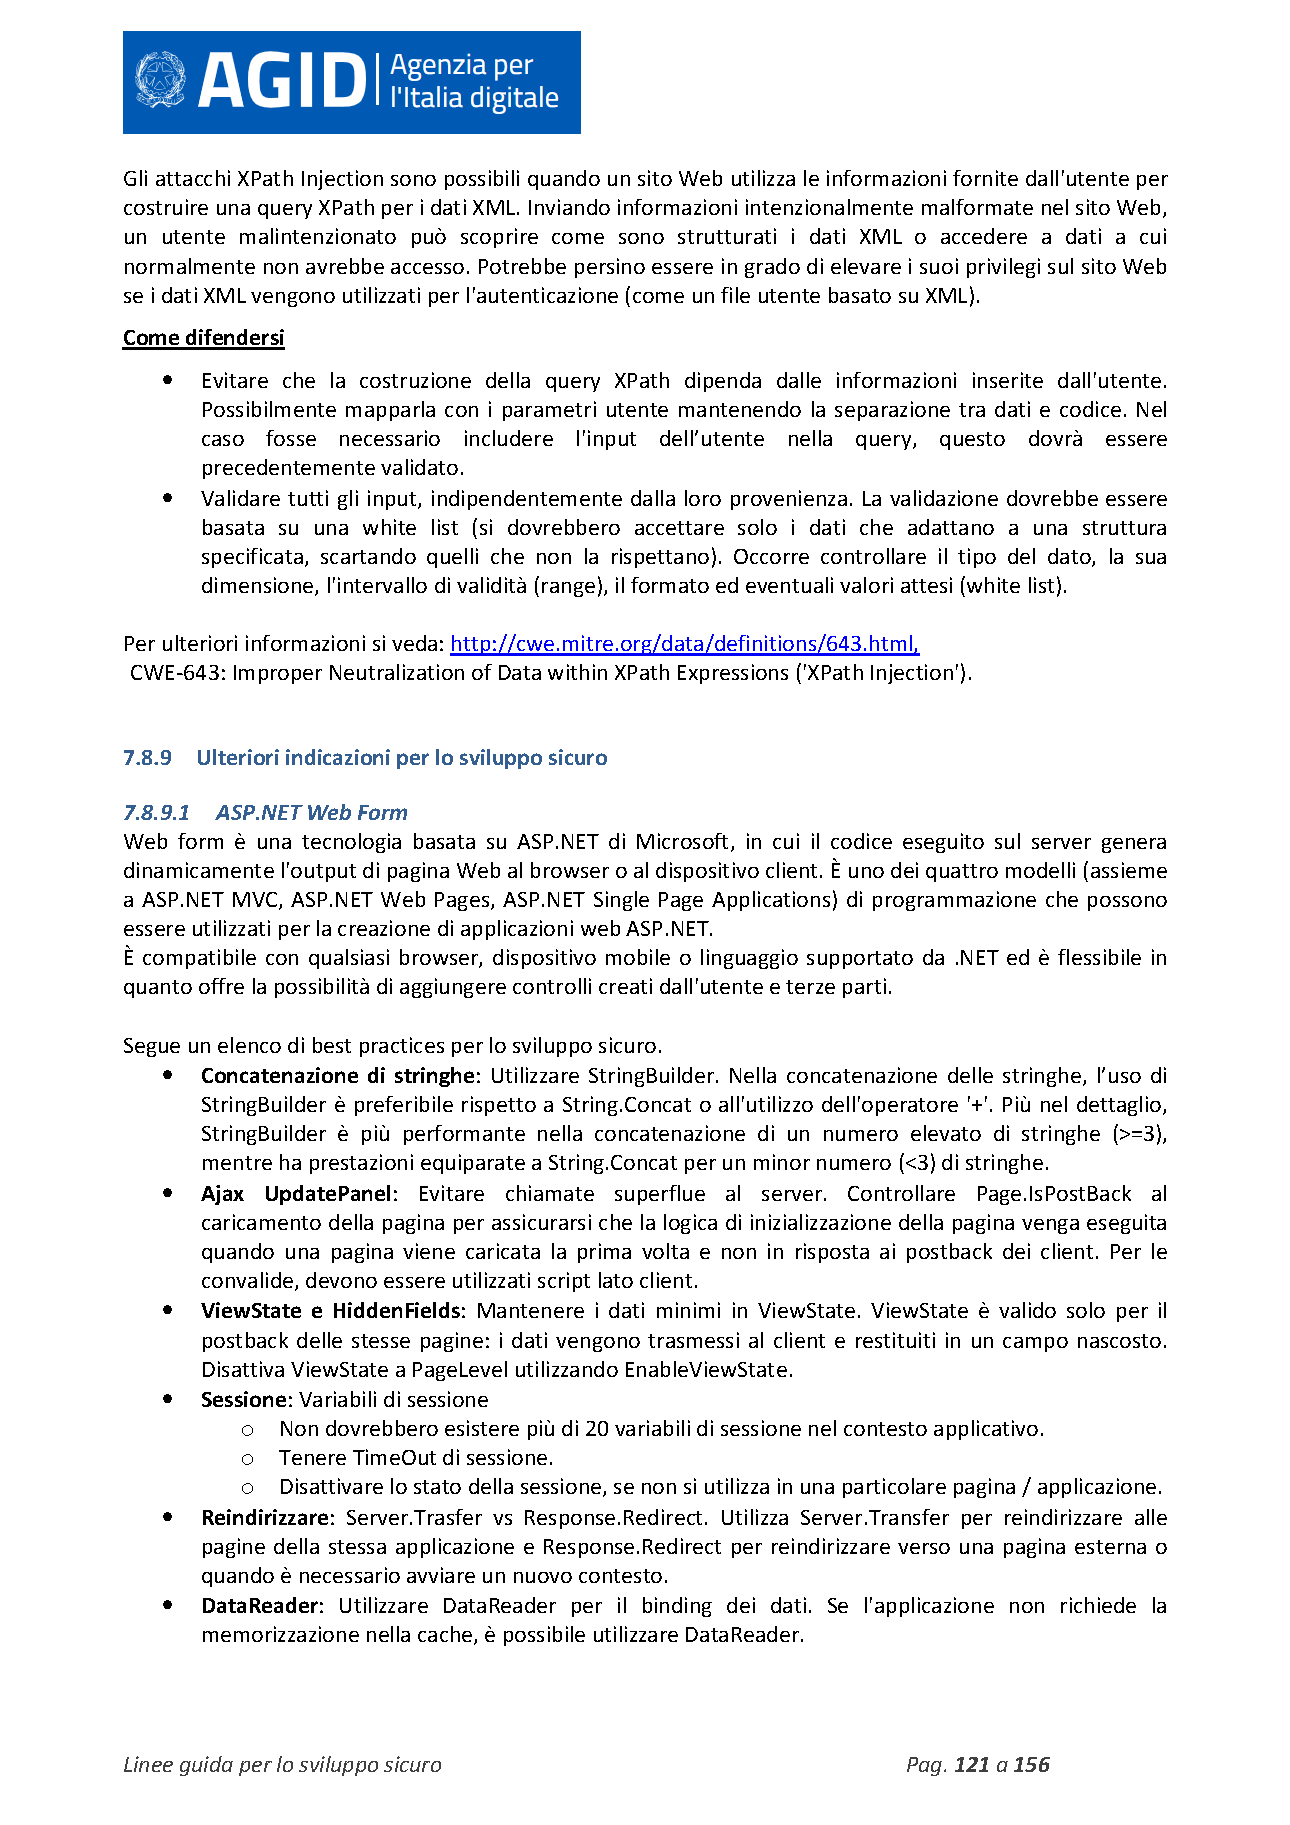 AGID Agenzia per
l'Italia digitale
Gli attacchi XPath Injection sono possibili quando un sito Web utilizza le informazioni fornite dall'utente per
costruire una query XPath per i dati XML. Inviando informazioni intenzionalmente malformate nel sito Web,
un utente malintenzionato può scoprire come sono strutturati i dati XML o accedere a dati a cui
normalmente non avrebbe accesso. Potrebbe persino essere in grado di elevare i suoi privilegi sul sito Web
se i dati XML vengono utilizzati per l'autenticazione (come un file utente basato su XML).
Come difendersi
• Evitare che la costruzione della query XPath dipenda dalle informazioni inserite dall'utente.
Possibilmente mapparla con i parametri utente mantenendo la separazione tra dati e codice. Nel
caso fosse necessario includere l'input dell’utente nella query, questo dovrà essere
precedentemente validato.
• Validare tutti gli input, indipendentemente dalla loro provenienza. La validazione dovrebbe essere
basata su una white list (si dovrebbero accettare solo i dati che adattano a una struttura
specificata, scartando quelli che non la rispettano). Occorre controllare il tipo del dato, la sua
dimensione, l'intervallo di validità (range), il formato ed eventuali valori attesi (white list).
Per ulteriori informazioni si veda: http://cwe.mitre.org/data/definitions/643.html,
CWE-643: Improper Neutralization of Data within XPath Expressions ('XPath Injection').
7.8.9 Ulteriori indicazioni per lo sviluppo sicuro
7.8.9.1 ASP.NET Web Form
Web form è una tecnologia basata su ASP.NET di Microsoft, in cui il codice eseguito sul server genera
dinamicamente l'output di pagina Web al browser o al dispositivo client. È uno dei quattro modelli (assieme
a ASP.NET MVC, ASP.NET Web Pages, ASP.NET Single Page Applications) di programmazione che possono
essere utilizzati per la creazione di applicazioni web ASP.NET.
È compatibile con qualsiasi browser, dispositivo mobile o linguaggio supportato da .NET ed è flessibile in
quanto offre la possibilità di aggiungere controlli creati dall'utente e terze parti.
Segue un elenco di best practices per lo sviluppo sicuro.
• Concatenazione di stringhe: Utilizzare StringBuilder. Nella concatenazione delle stringhe, l’uso di
StringBuilder è preferibile rispetto a String.Concat o all'utilizzo dell'operatore '+'. Più nel dettaglio,
StringBuilder è più performante nella concatenazione di un numero elevato di stringhe (>=3),
mentre ha prestazioni equiparate a String.Concat per un minor numero (<3) di stringhe.
• Ajax UpdatePanel: Evitare chiamate superflue al server. Controllare Page.IsPostBack al
caricamento della pagina per assicurarsi che la logica di inizializzazione della pagina venga eseguita
quando una pagina viene caricata la prima volta e non in risposta ai postback dei client. Per le
convalide, devono essere utilizzati script lato client.
• ViewState e HiddenFields: Mantenere i dati minimi in ViewState. ViewState è valido solo per il
postback delle stesse pagine: i dati vengono trasmessi al client e restituiti in un campo nascosto.
Disattiva ViewState a PageLevel utilizzando EnableViewState.
• Sessione: Variabili di sessione
o Non dovrebbero esistere più di 20 variabili di sessione nel contesto applicativo.
o Tenere TimeOut di sessione.
o Disattivare lo stato della sessione, se non si utilizza in una particolare pagina / applicazione.
• Reindirizzare: Server.Trasfer vs Response.Redirect. Utilizza Server.Transfer per reindirizzare alle
pagine della stessa applicazione e Response.Redirect per reindirizzare verso una pagina esterna o
quando è necessario avviare un nuovo contesto.
• DataReader: Utilizzare DataReader per il binding dei dati. Se l'applicazione non richiede la
memorizzazione nella cache, è possibile utilizzare DataReader.
Linee guida per lo sviluppo sicuro Pag. 121 a 156